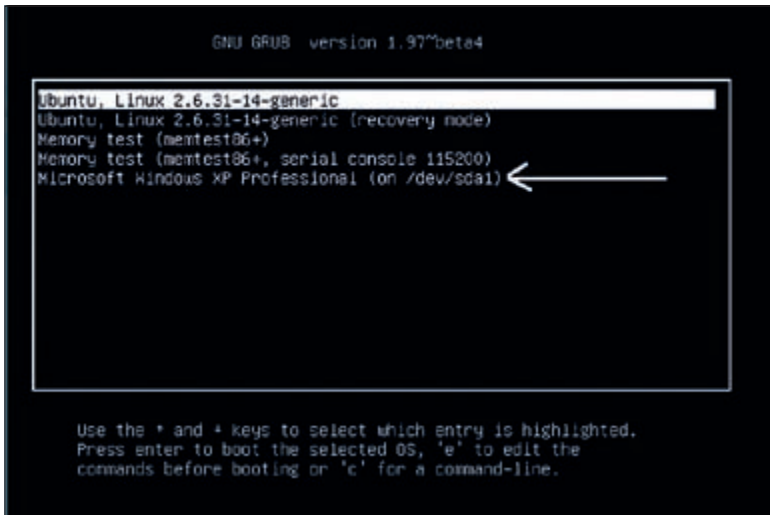 GNU GRUB version 1.97~beta4
Ubuntu, Linux 2.6.31-14-generic
Ubuntu, Linux 2.6.31-14-generic (recovery mode)
Memory test (memtest86+)
Memory test (memtest86+, serial console 115200)
Microsoft Windows XP Professional (on /dev/sda1)
Use the ↑ and ↓ keys to select which entry is highlighted.
Press enter to boot the selected OS, 'e' to edit the
commands before booting or 'c' for a command-line.